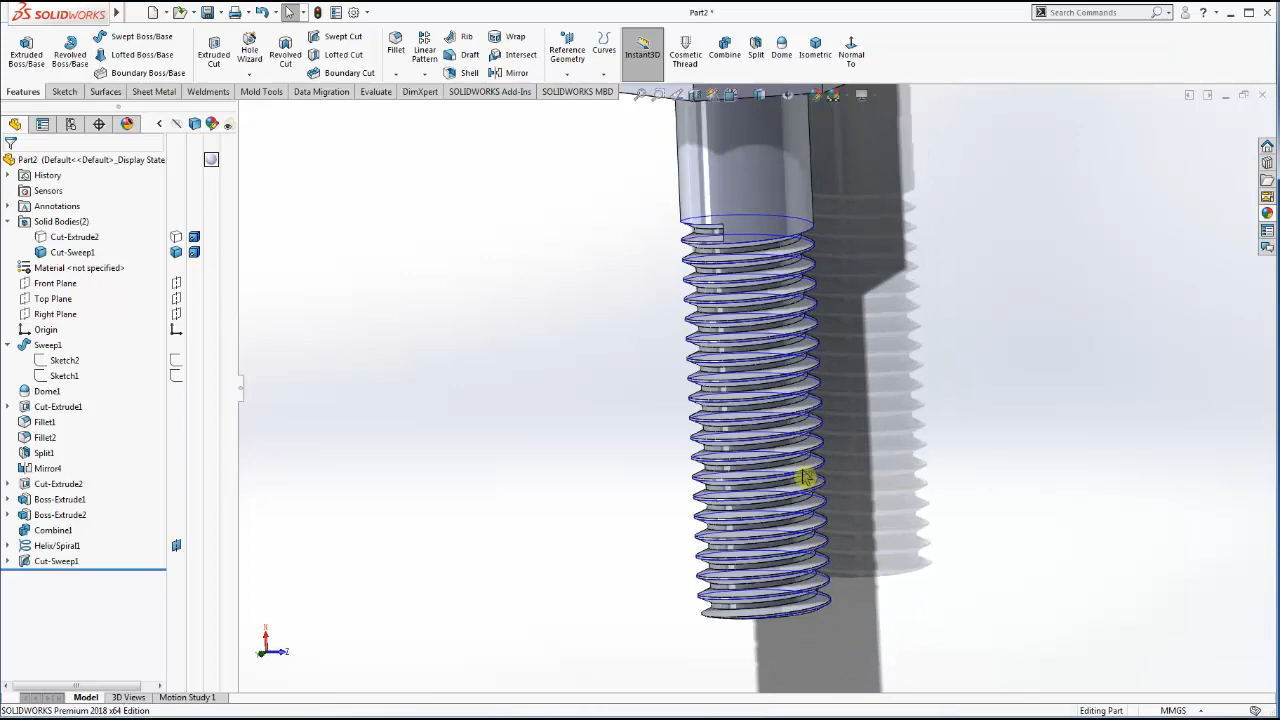 SOLIDWORKS
Part2 *
Search Commands
Extruded Boss/Base
Revolved Boss/Base
Swept Boss/Base
Lofted Boss/Base
Boundary Boss/Base
Extruded Cut
Hole Wizard
Revolved Cut
Swept Cut
Lofted Cut
Boundary Cut
Fillet
Linear Pattern
Rib
Draft
Shell
Wrap
Intersect
Mirror
Reference Geometry
Curves
Instant3D
Cosmetic Thread
Combine
Split
Dome
Isometric
Normal To
Features
Sketch
Surfaces
Sheet Metal
Weldments
Mold Tools
Data Migration
Evaluate
DimXpert
SOLIDWORKS Add-Ins
SOLIDWORKS MBD
Part2 (Default<<Default>_Display State
History
Sensors
Annotations
Solid Bodies(2)
Cut-Extrude2
Cut-Sweep1
Material <not specified>
Front Plane
Top Plane
Right Plane
Origin
Sweep1
Sketch2
Sketch1
Dome1
Cut-Extrude1
Fillet1
Fillet2
Split1
Mirror4
Cut-Extrude2
Boss-Extrude1
Boss-Extrude2
Combine1
Helix/Spiral1
Cut-Sweep1
X
Z
Model
3D Views
Motion Study 1
SOLIDWORKS Premium 2018 x64 Edition
Editing Part
MMGS